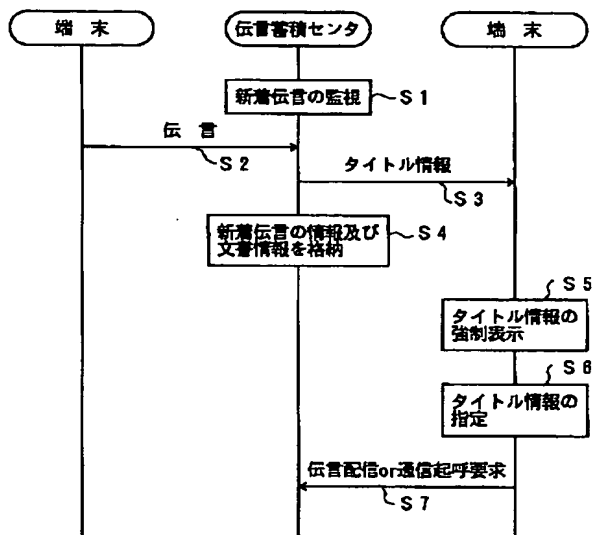 端末
伝言蓄積センタ
端末
新着伝言の監視
S1
伝言
S2
タイトル情報
S3
新着伝言の情報及び
文書情報を格納
S4
S5
タイトル情報の
強制表示
S6
タイトル情報の
指定
伝言配信or通信起呼要求
S7